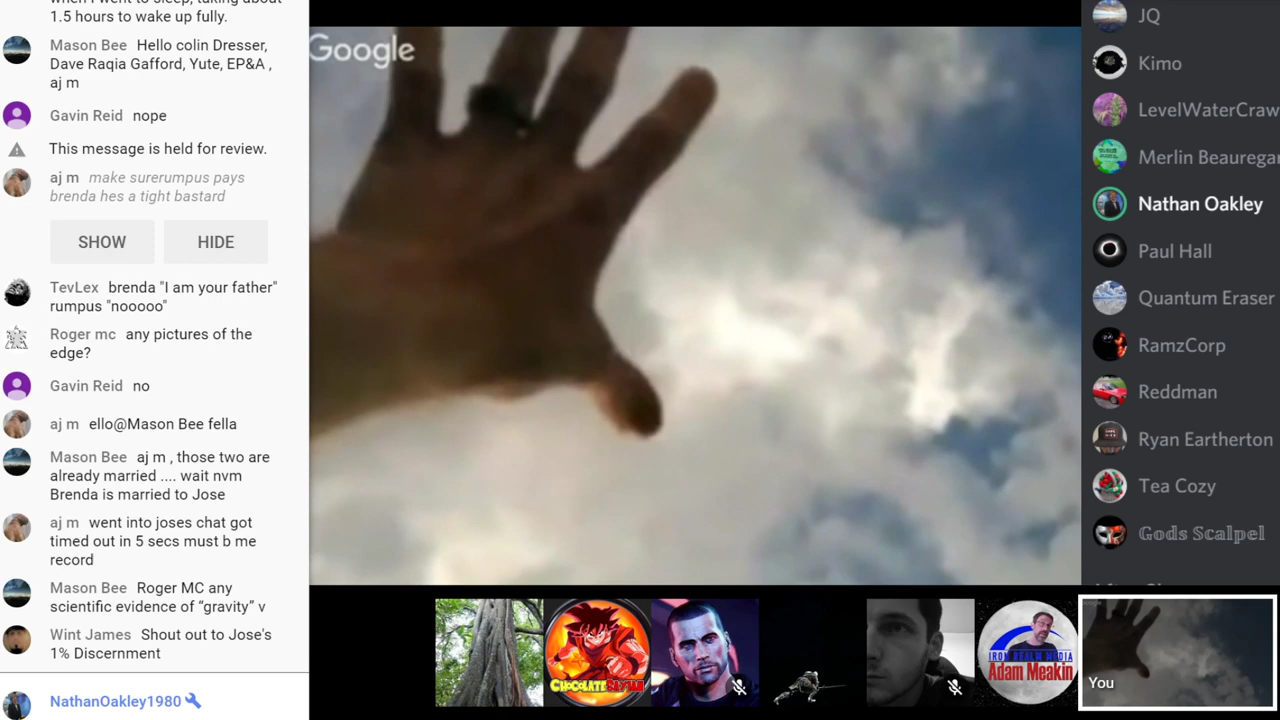 when I went to sleep, taking about
1.5 hours to wake up fully.
Mason Bee Hello colin Dresser,
Dave Raqia Gafford, Yute, EP&A ,
aj m
Gavin Reid nope
This message is held for review.
aj m make surerumpus pays
brenda hes a tight bastard
SHOW HIDE
TevLex brenda "I am your father"
rumpus "nooooo"
Roger mc any pictures of the
edge?
Gavin Reid no
aj m ello@Mason Bee fella
Mason Bee aj m , those two are
already married .... wait nvm
Brenda is married to Jose
aj m went into joses chat got
timed out in 5 secs must b me
record
Mason Bee Roger MC any
scientific evidence of “gravity” v
Wint James Shout out to Jose's
1% Discernment
NathanOakley1980
Google
JQ
Kimo
LevelWaterCraw
Merlin Beauregar
Nathan Oakley
Paul Hall
Quantum Eraser
RamzCorp
Reddman
Ryan Eartherton
Tea Cozy
Gods Scalpel
CHOCOLATE SAIYAN
IRON REALM MEDIA
Adam Meakin
You